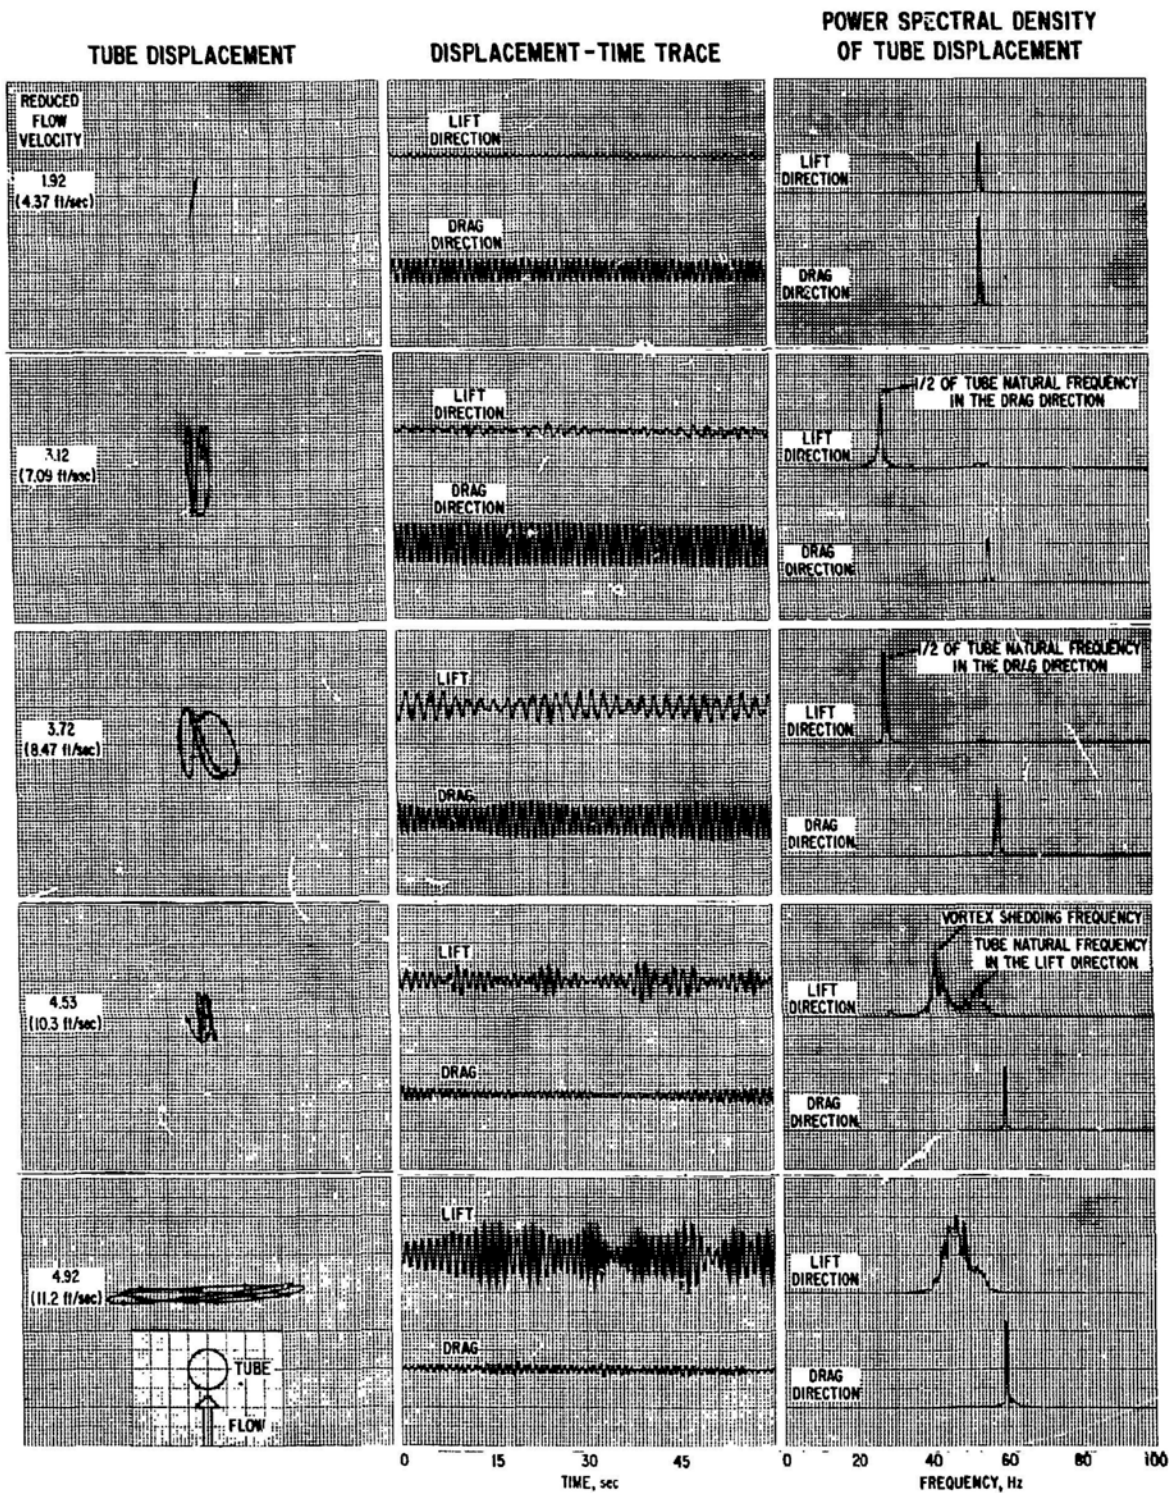 TUBE DISPLACEMENT
DISPLACEMENT-TIME TRACE
POWER SPECTRAL DENSITY
OF TUBE DISPLACEMENT
REDUCED
FLOW
VELOCITY
1.92
(4.37 ft/sec)
LIFT
DIRECTION
DRAG
DIRECTION
LIFT
DIRECTION
DRAG
DIRECTION
3.12
(7.09 ft/sec)
LIFT
DIRECTION
DRAG
DIRECTION
1/2 OF TUBE NATURAL FREQUENCY
IN THE DRAG DIRECTION
LIFT
DIRECTION
DRAG
DIRECTION
3.72
(8.47 ft/sec)
LIFT
DRAG
1/2 OF TUBE NATURAL FREQUENCY
IN THE DRAG DIRECTION
LIFT
DIRECTION
DRAG
DIRECTION
4.53
(10.3 ft/sec)
LIFT
DRAG
VORTEX SHEDDING FREQUENCY
TUBE NATURAL FREQUENCY
IN THE LIFT DIRECTION
LIFT
DIRECTION
DRAG
DIRECTION
4.92
(11.2 ft/sec)
TUBE
FLOW
LIFT
DRAG
LIFT
DIRECTION
DRAG
DIRECTION
0 15 30 45
TIME, sec
0 20 40 60 80 100
FREQUENCY, Hz